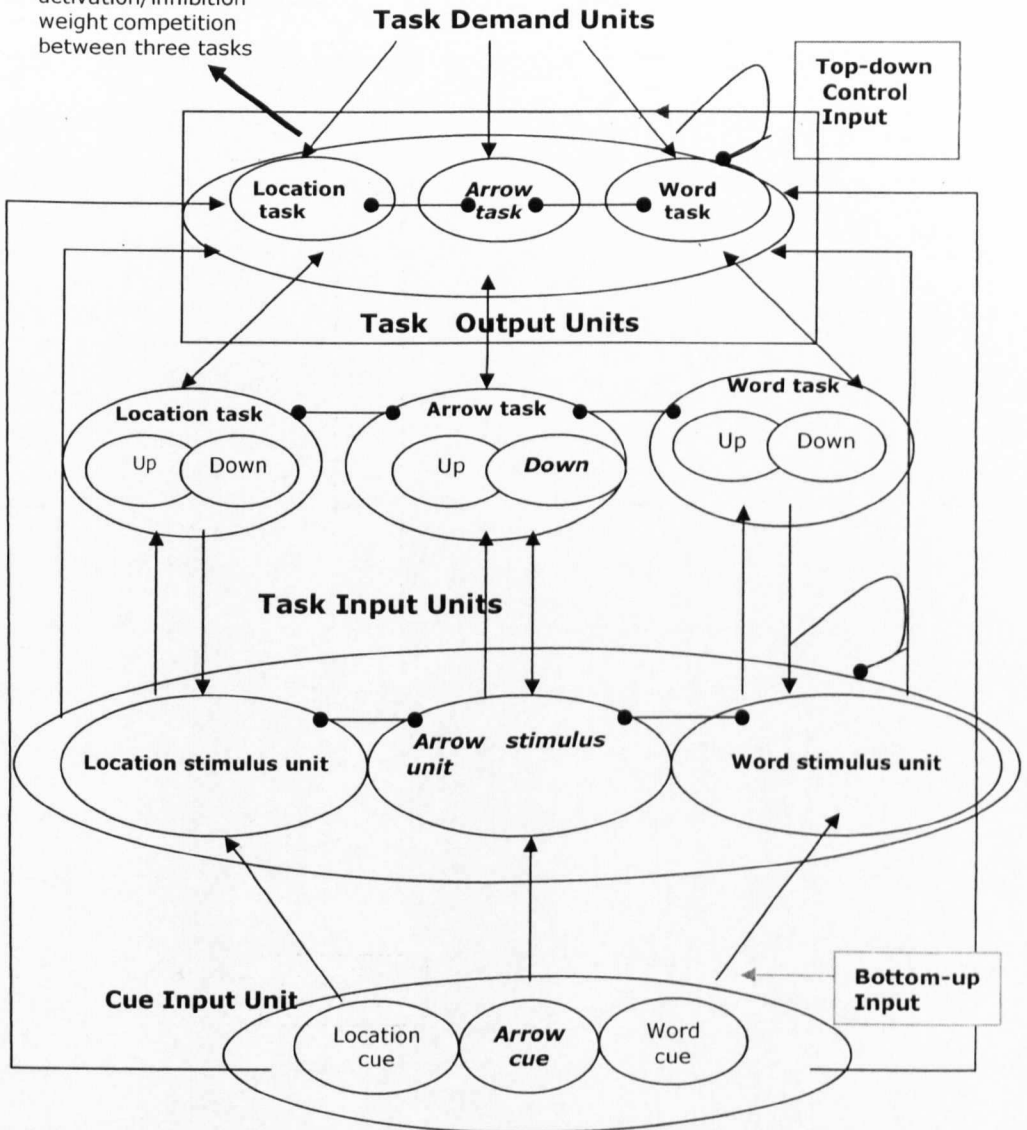 weight competition
between three tasks
Task Demand Units
Top-down
Control
Input
Location
task
Arrow
task
Word
task
Task Output Units
Location task
Up
Down
Arrow task
Up
Down
Word task
Up
Down
Task Input Units
Location stimulus unit
Arrow stimulus
unit
Word stimulus unit
Cue Input Unit
Location
cue
Arrow
cue
Word
cue
Bottom-up
Input